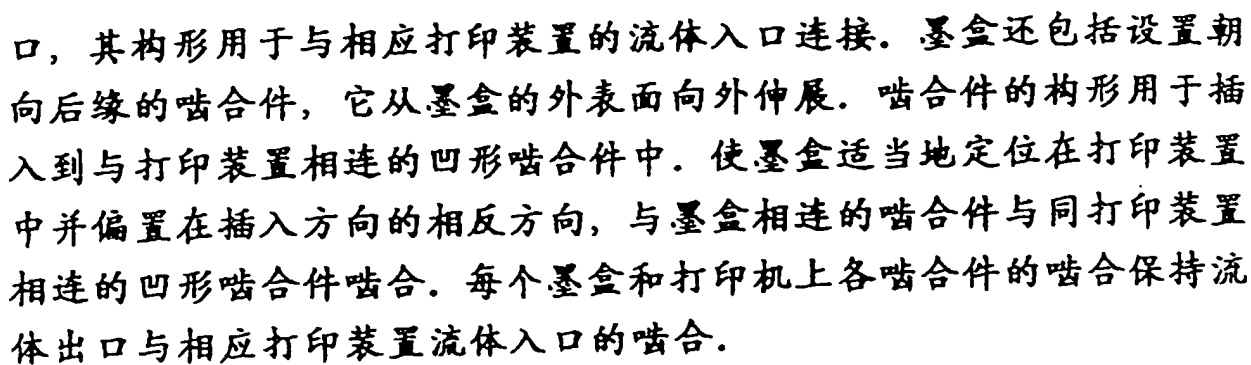 口，其构形用于与相应打印装置的流体入口连接．墨盒还包括设置朝
向后缘的啮合件，它从墨盒的外表面向外伸展．啮合件的构形用于插
入到与打印装置相连的凹形啮合件中．使墨盒适当地定位在打印装置
中并偏置在插入方向的相反方向，与墨盒相连的啮合件与同打印装置
相连的凹形啮合件啮合．每个墨盒和打印机上各啮合件的啮合保持流
体出口与相应打印装置流体入口的啮合．